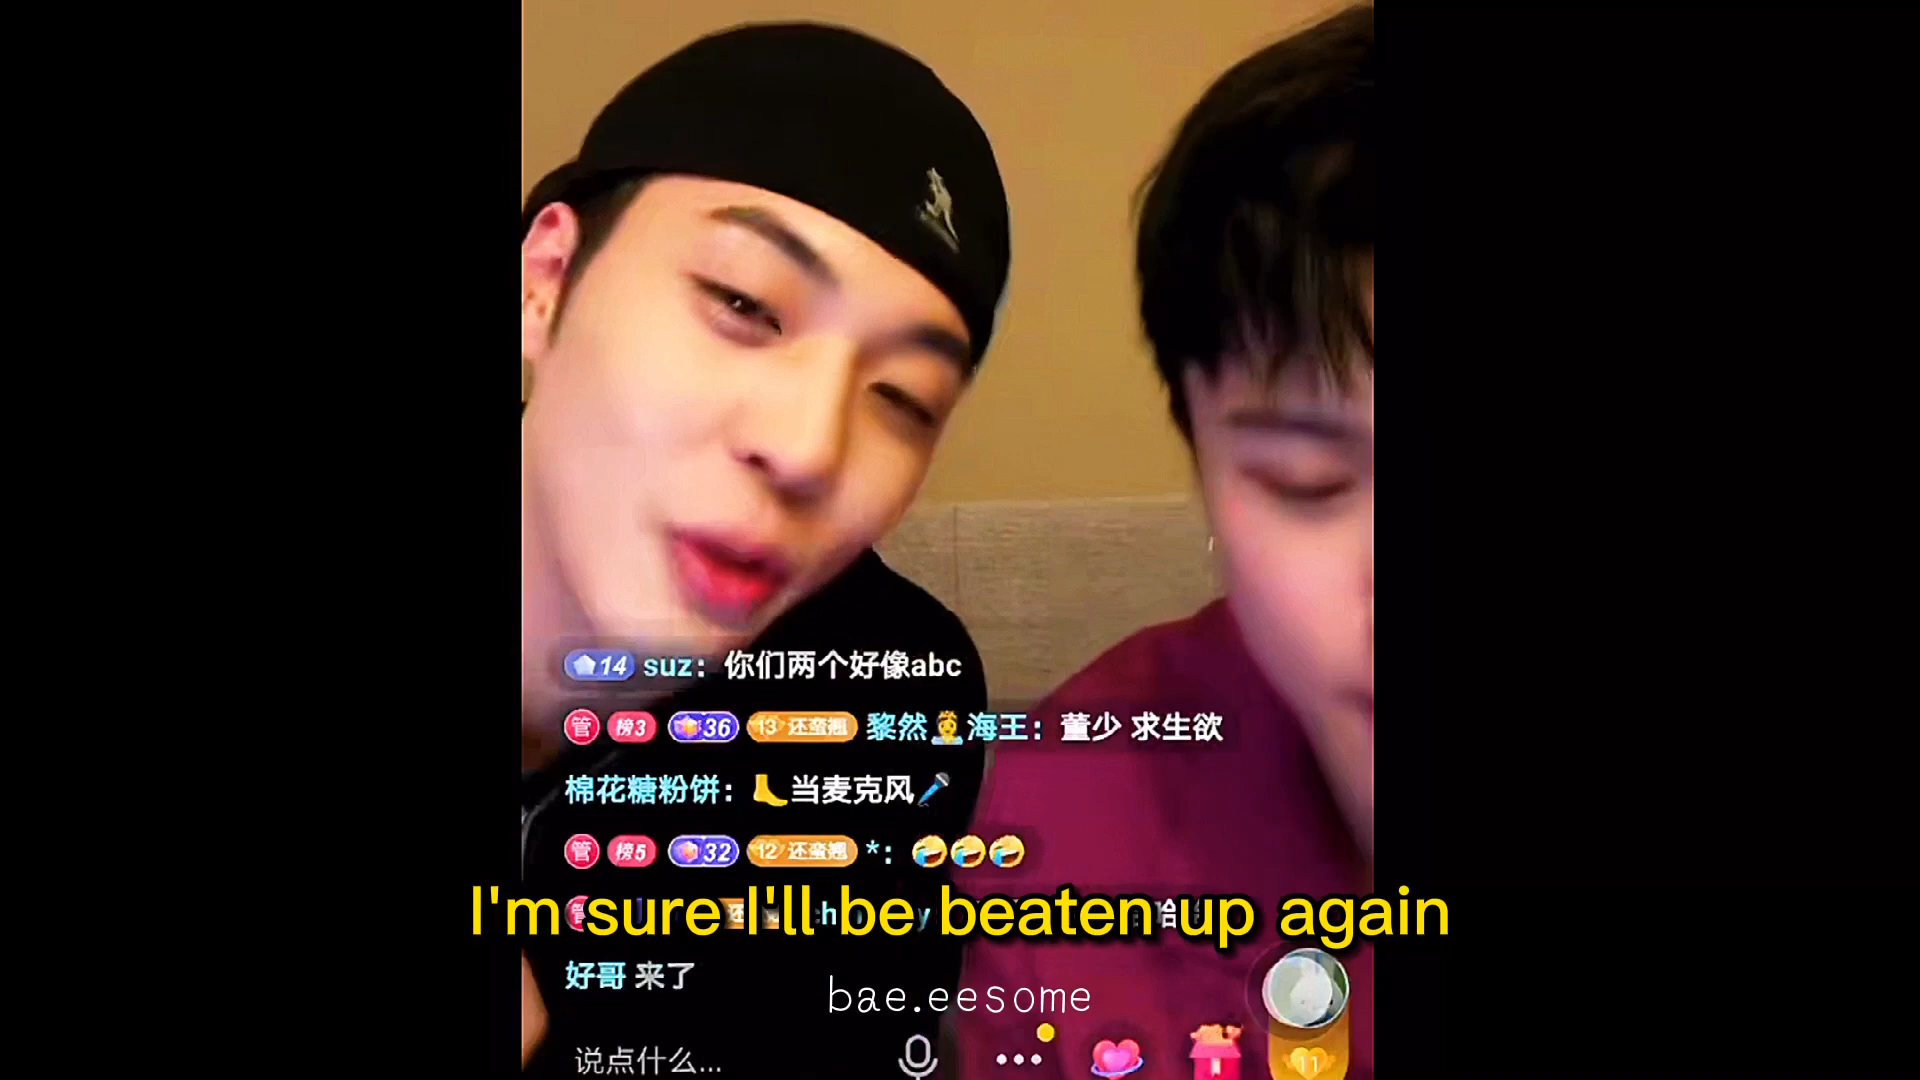 14 suz：你们两个好像abc
管 榜3 36 13 还蛮翘 黎然海王：董少 求生欲
棉花糖粉饼：当麦克风
管 榜5 32 12 还蛮翘 *：
I'm sure I'll be beaten up again
好哥 来了
bae.eesome
说点什么...
11